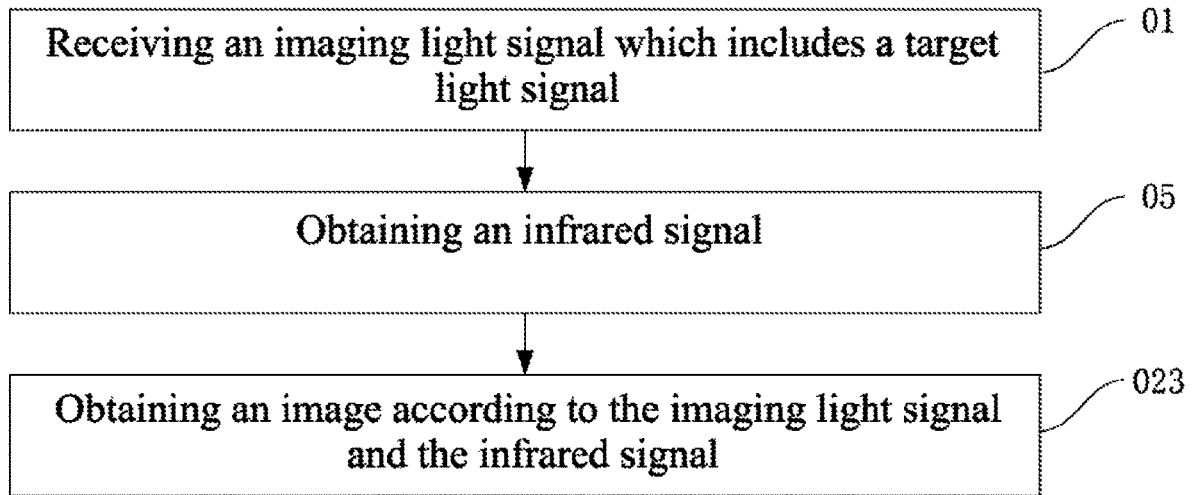 Receiving an imaging light signal which includes a target
light signal
01
Obtaining an infrared signal
05
Obtaining an image according to the imaging light signal
and the infrared signal
023